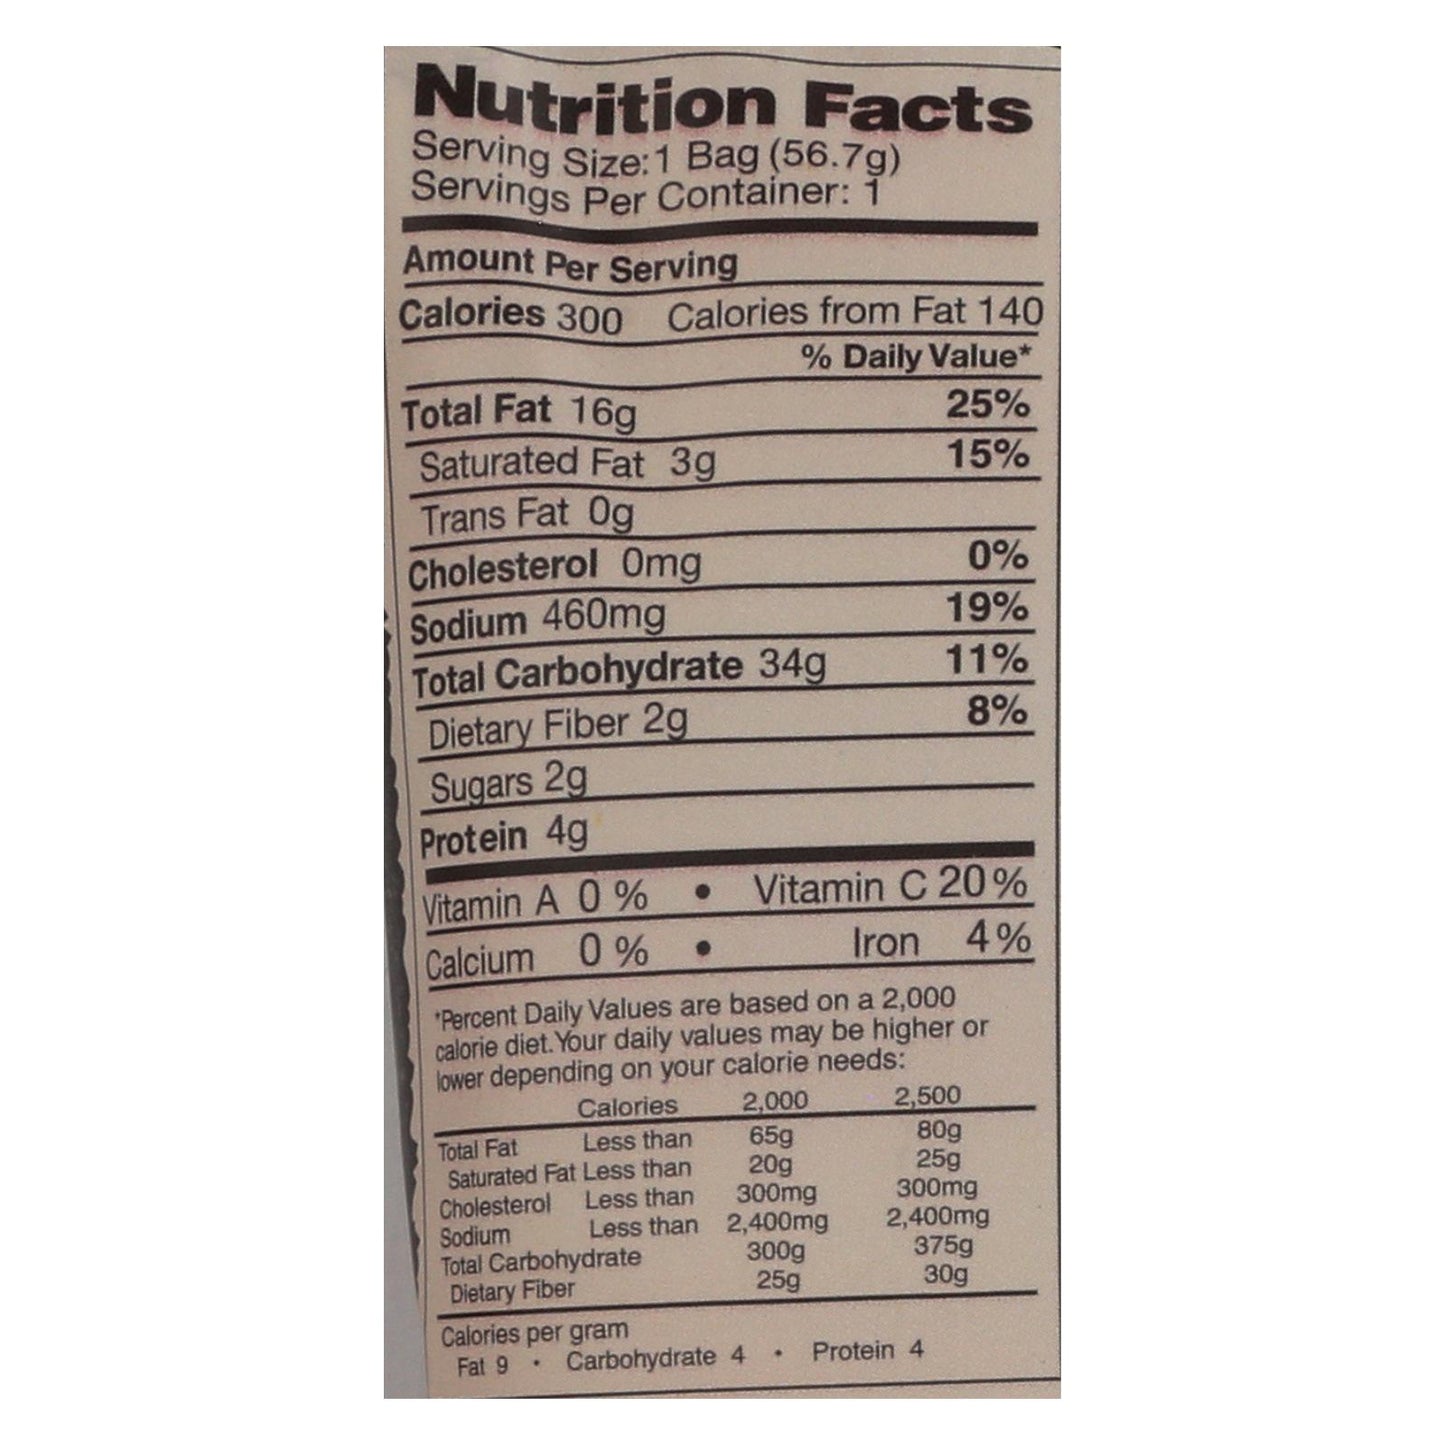 Nutrition Facts
Serving Size:1 Bag (56.7g)
Servings Per Container: 1
Amount Per Serving
Calories 300 Calories from Fat 140
% Daily Value*
Total Fat 16g 25%
Saturated Fat 3g 15%
Trans Fat 0g
Cholesterol 0mg 0%
Sodium 460mg 19%
Total Carbohydrate 34g 11%
Dietary Fiber 2g 8%
Sugars 2g
Protein 4g
Vitamin A 0 % • Vitamin C 20%
Calcium 0 % • Iron 4%
*Percent Daily Values are based on a 2,000
calorie diet. Your daily values may be higher or
lower depending on your calorie needs:
Calories 2,000 2,500
Total Fat Less than 65g 80g
Saturated Fat Less than 20g 25g
Cholesterol Less than 300mg 300mg
Sodium Less than 2,400mg 2,400mg
Total Carbohydrate 300g 375g
Dietary Fiber 25g 30g
Calories per gram
Fat 9 • Carbohydrate 4 • Protein 4